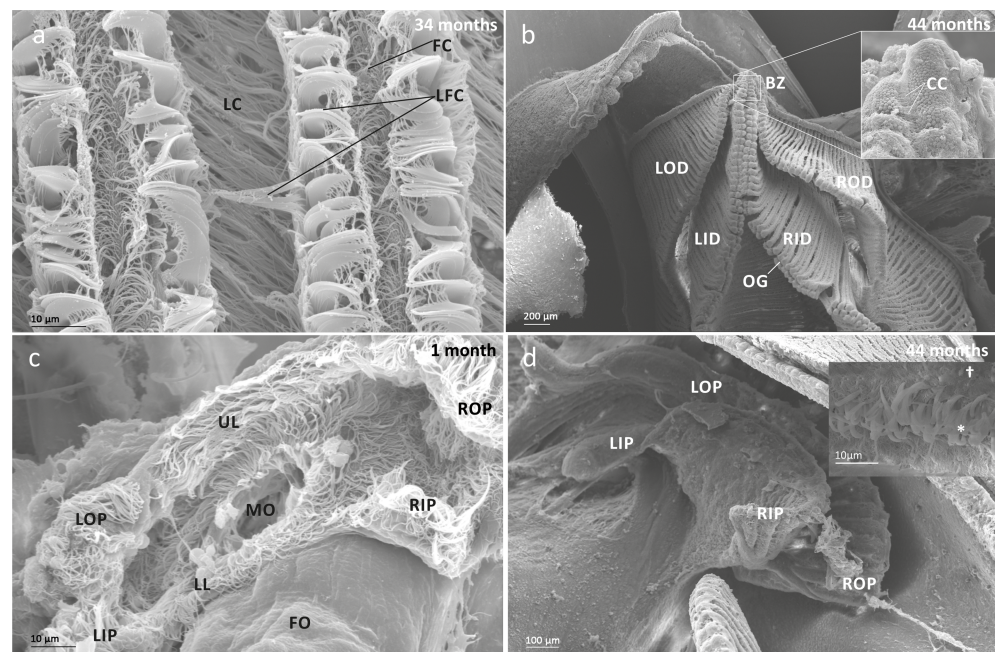 a
34 months
FC
LFC
LC
10 µm
b
44 months
CC
BZ
LOD
ROD
LID
RID
OG
200 µm
c
1 month
ROP
UL
LOP
MO
RIP
LL
LIP
FO
10 µm
d
44 months
†
*
10µm
LOP
LIP
RIP
ROP
100 µm